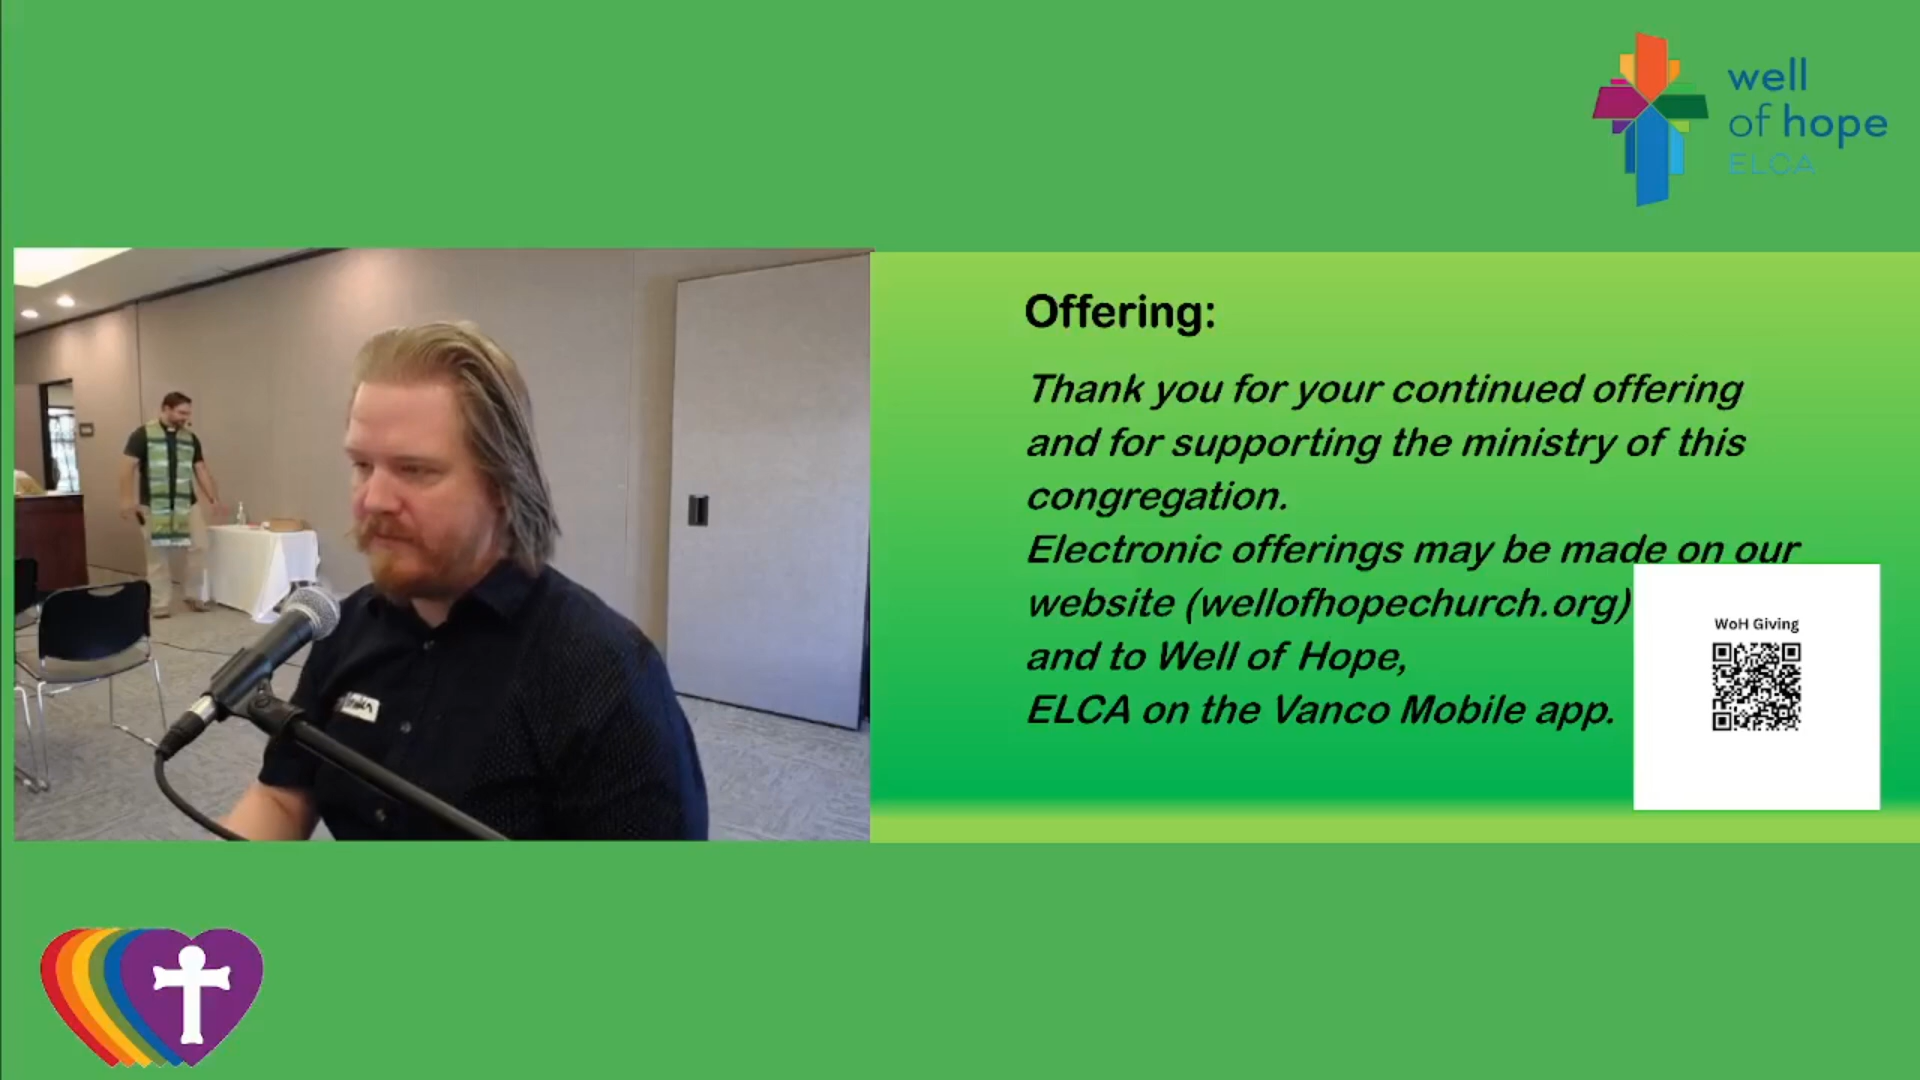 well
of hope
ELCA
Offering:
Thank you for your continued offering
and for supporting the ministry of this
congregation.
Electronic offerings may be made on our
website (wellofhopechurch.org)
and to Well of Hope,
ELCA on the Vanco Mobile app.
WoH Giving